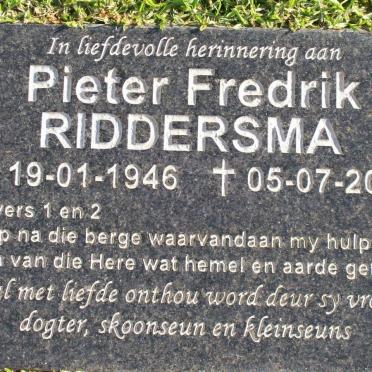 In liefdevolle herinnering aan
Pieter Fredrik
RIDDERSMA
19-01-1946 † 05-07-20
vers 1 en 2
na die berge waarvandaan my hulp
van die Here wat hemel en aarde
met liefde onthou word deur sy
dogter, skoonseun en kleinseuns